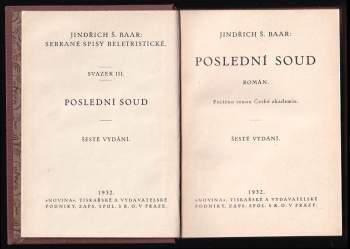 JINDŘICH Š. BAAR:
SEBRANÉ SPISY BELETRISTICKÉ.
SVAZEK III.
POSLEDNÍ SOUD
ŠESTÉ VYDÁNÍ.
1932.
»NOVINA«, TISKAŘSKÉ A VYDAVATELSKÉ
PODNIKY, ZAPS. SPOL. S R. O. V PRAZE.
JINDŘICH Š. BAAR:
POSLEDNÍ SOUD
ROMÁN.
Poctěno cenou České akademie.
ŠESTÉ VYDÁNÍ.
1932.
»NOVINA«, TISKAŘSKÉ A VYDAVATELSKÉ
PODNIKY, ZAPS. SPOL. S R. O. V PRAZE.